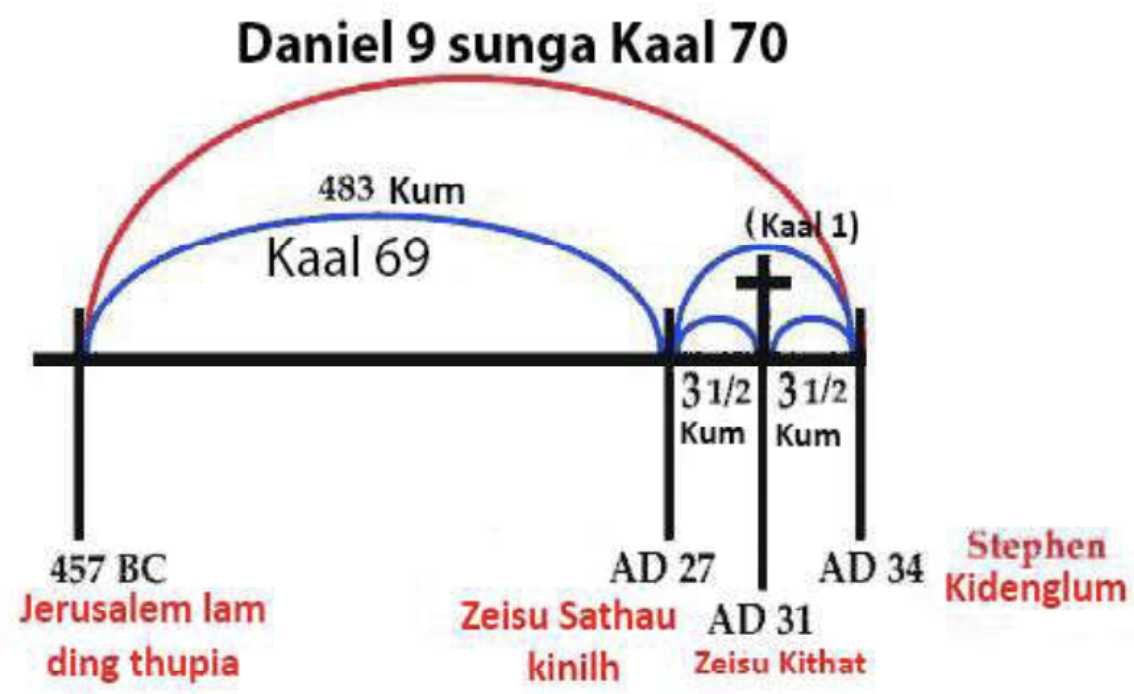 Daniel 9 sunga Kaal 70
483 Kum
Kaal 69
(Kaal 1)
3 1/2
Kum
3 1/2
Kum
457 BC
Jerusalem lam
ding thupia
AD 27
Zeisu Sathau
kinilh
AD 31
Zeisu Kithat
AD 34
Stephen
Kidenglum